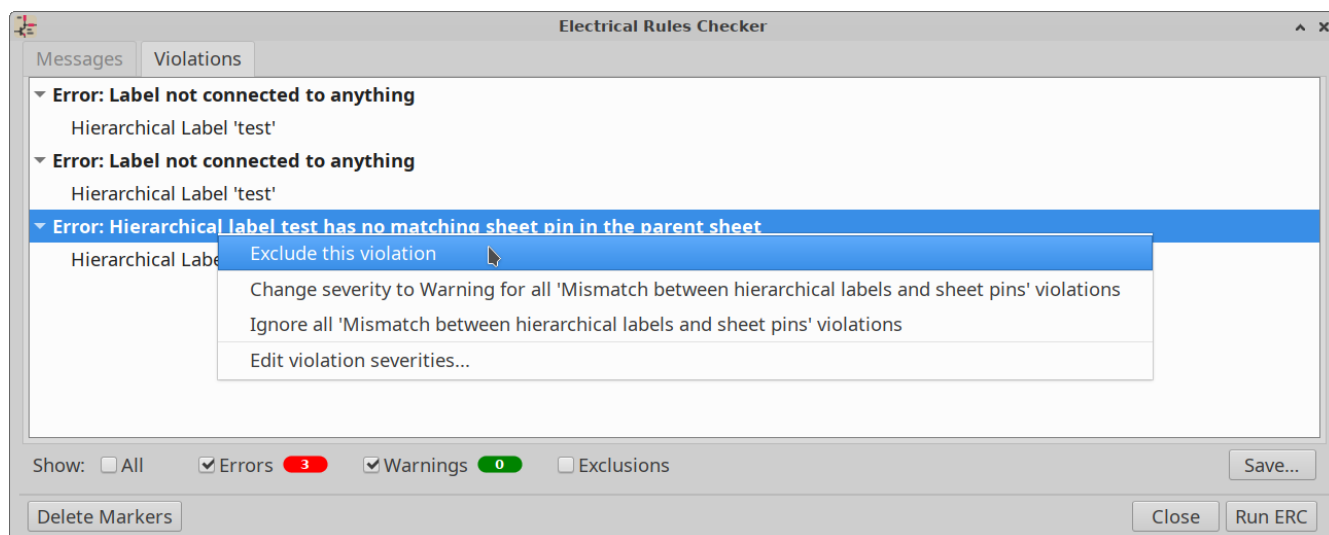 Electrical Rules Checker
Messages Violations
Error: Label not connected to anything
Hierarchical Label 'test'
Error: Label not connected to anything
Hierarchical Label 'test'
Error: Hierarchical label test has no matching sheet pin in the parent sheet
Hierarchical
Exclude this violation
Change severity to Warning for all 'Mismatch between hierarchical labels and sheet pins' violations
Ignore all 'Mismatch between hierarchical labels and sheet pins' violations
Edit violation severities...
Show: All Errors 3 Warnings 0 Exclusions Save...
Delete Markers Close Run ERC